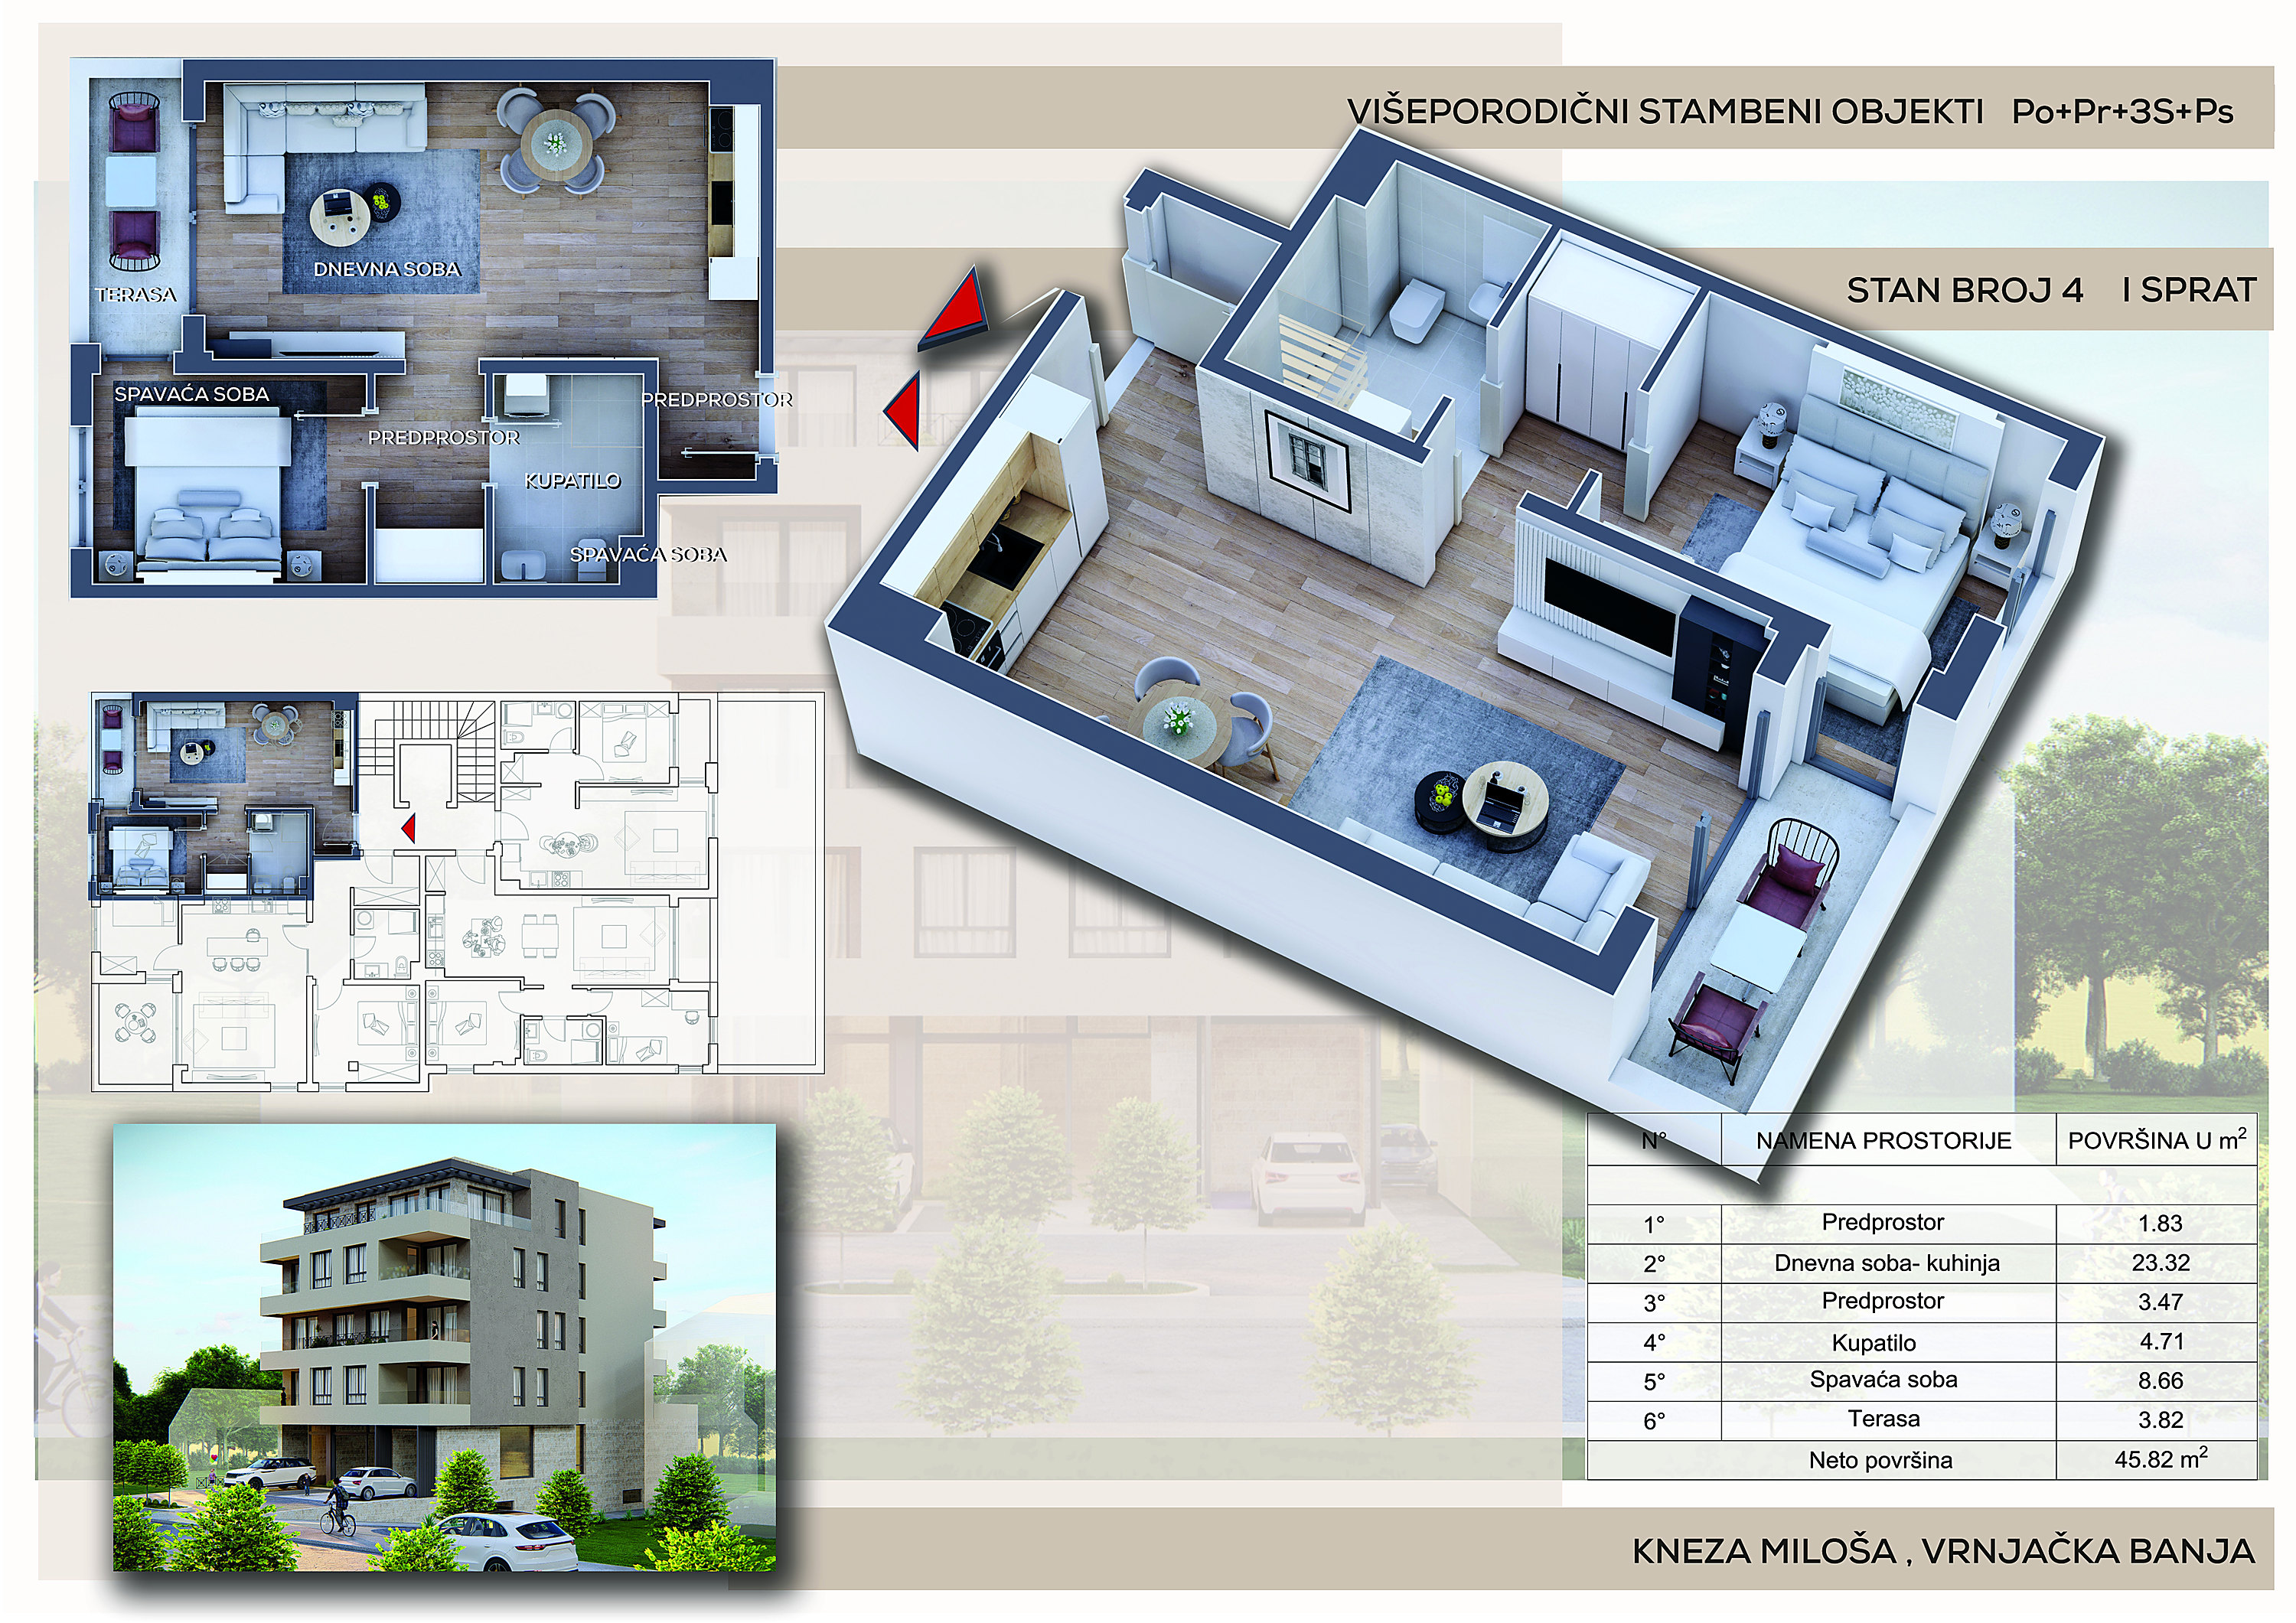 VIŠEPORODIČNI STAMBENI OBJEKTI Po+Pr+3S+Ps
STAN BROJ 4 I SPRAT
DNEVNA SOBA
TERASA
SPAVAĆA SOBA
PREDPROSTOR
PREDPROSTOR
KUPATILO
SPAVAĆA SOBA
N° NAMENA PROSTORIJE POVRŠINA U m²
1° Predprostor 1.83
2° Dnevna soba- kuhinja 23.32
3° Predprostor 3.47
4° Kupatilo 4.71
5° Spavaća soba 8.66
6° Terasa 3.82
Neto površina 45.82 m²
KNEZA MILOŠA , VRNJAČKA BANJA